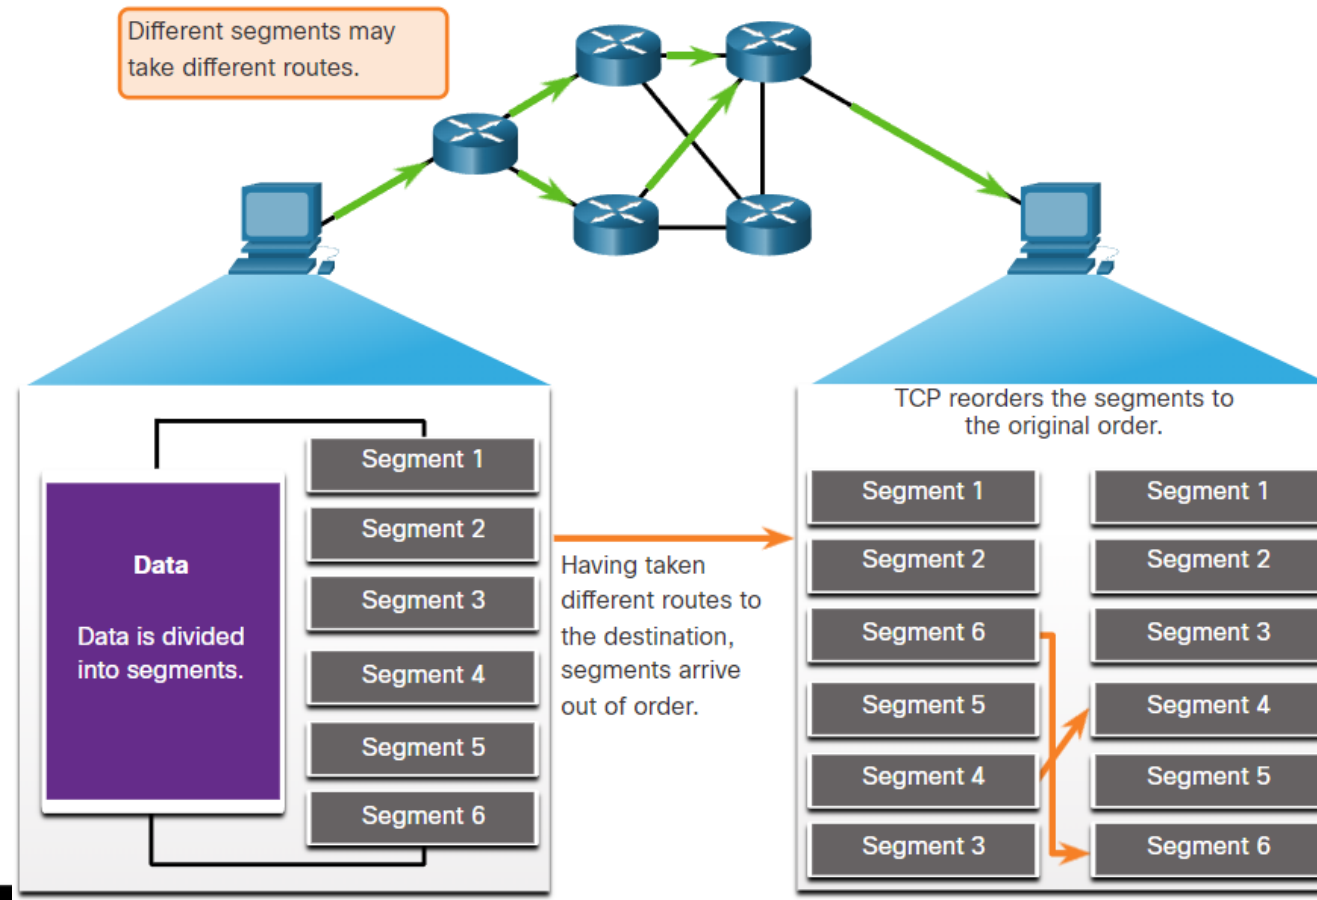 Different segments may
take different routes.
Data
Data is divided
into segments.
Segment 1
Segment 2
Segment 3
Segment 4
Segment 5
Segment 6
Having taken
different routes to
the destination,
segments arrive
out of order.
TCP reorders the segments to
the original order.
Segment 1
Segment 2
Segment 6
Segment 5
Segment 4
Segment 3
Segment 1
Segment 2
Segment 3
Segment 4
Segment 5
Segment 6